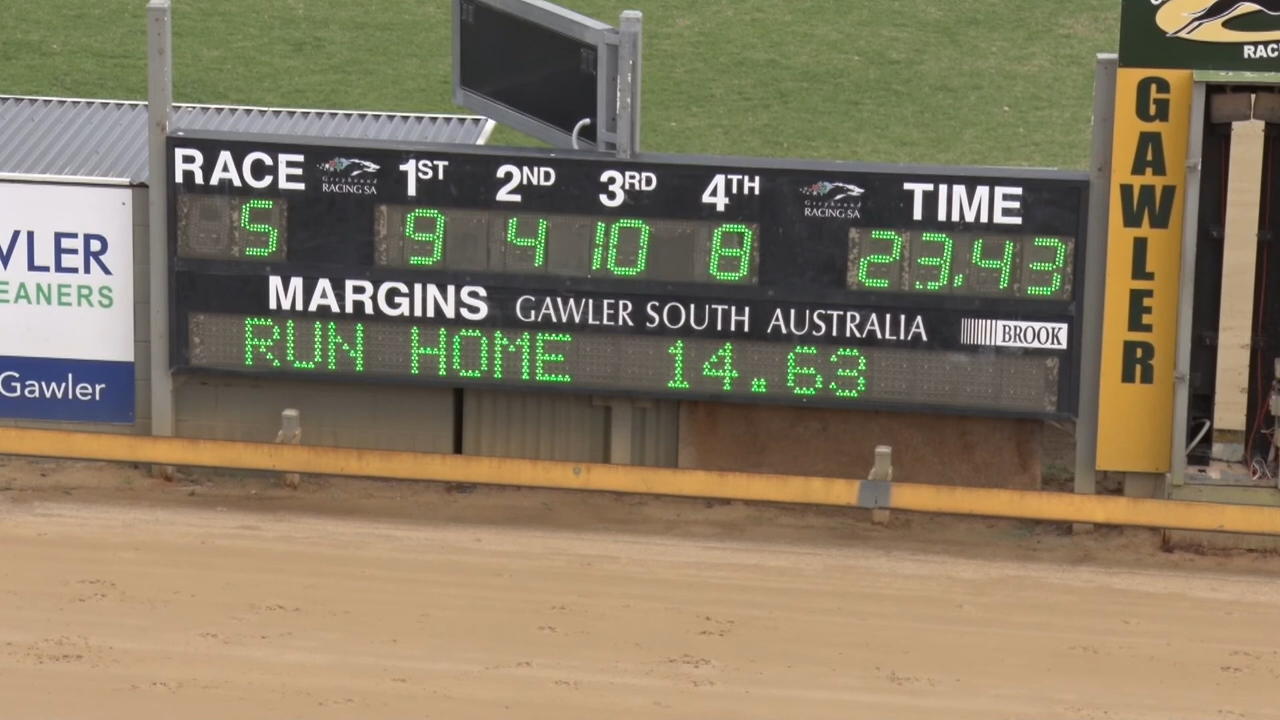 RACE 1ST 2ND 3RD 4TH TIME
Greyhound RACING SA
Greyhound RACING SA
5 9 4 10 8 23.43
MARGINS GAWLER SOUTH AUSTRALIA BROOK
RUN HOME 14.63
WLER
EANERS
Gawler
RAC
GAWLER